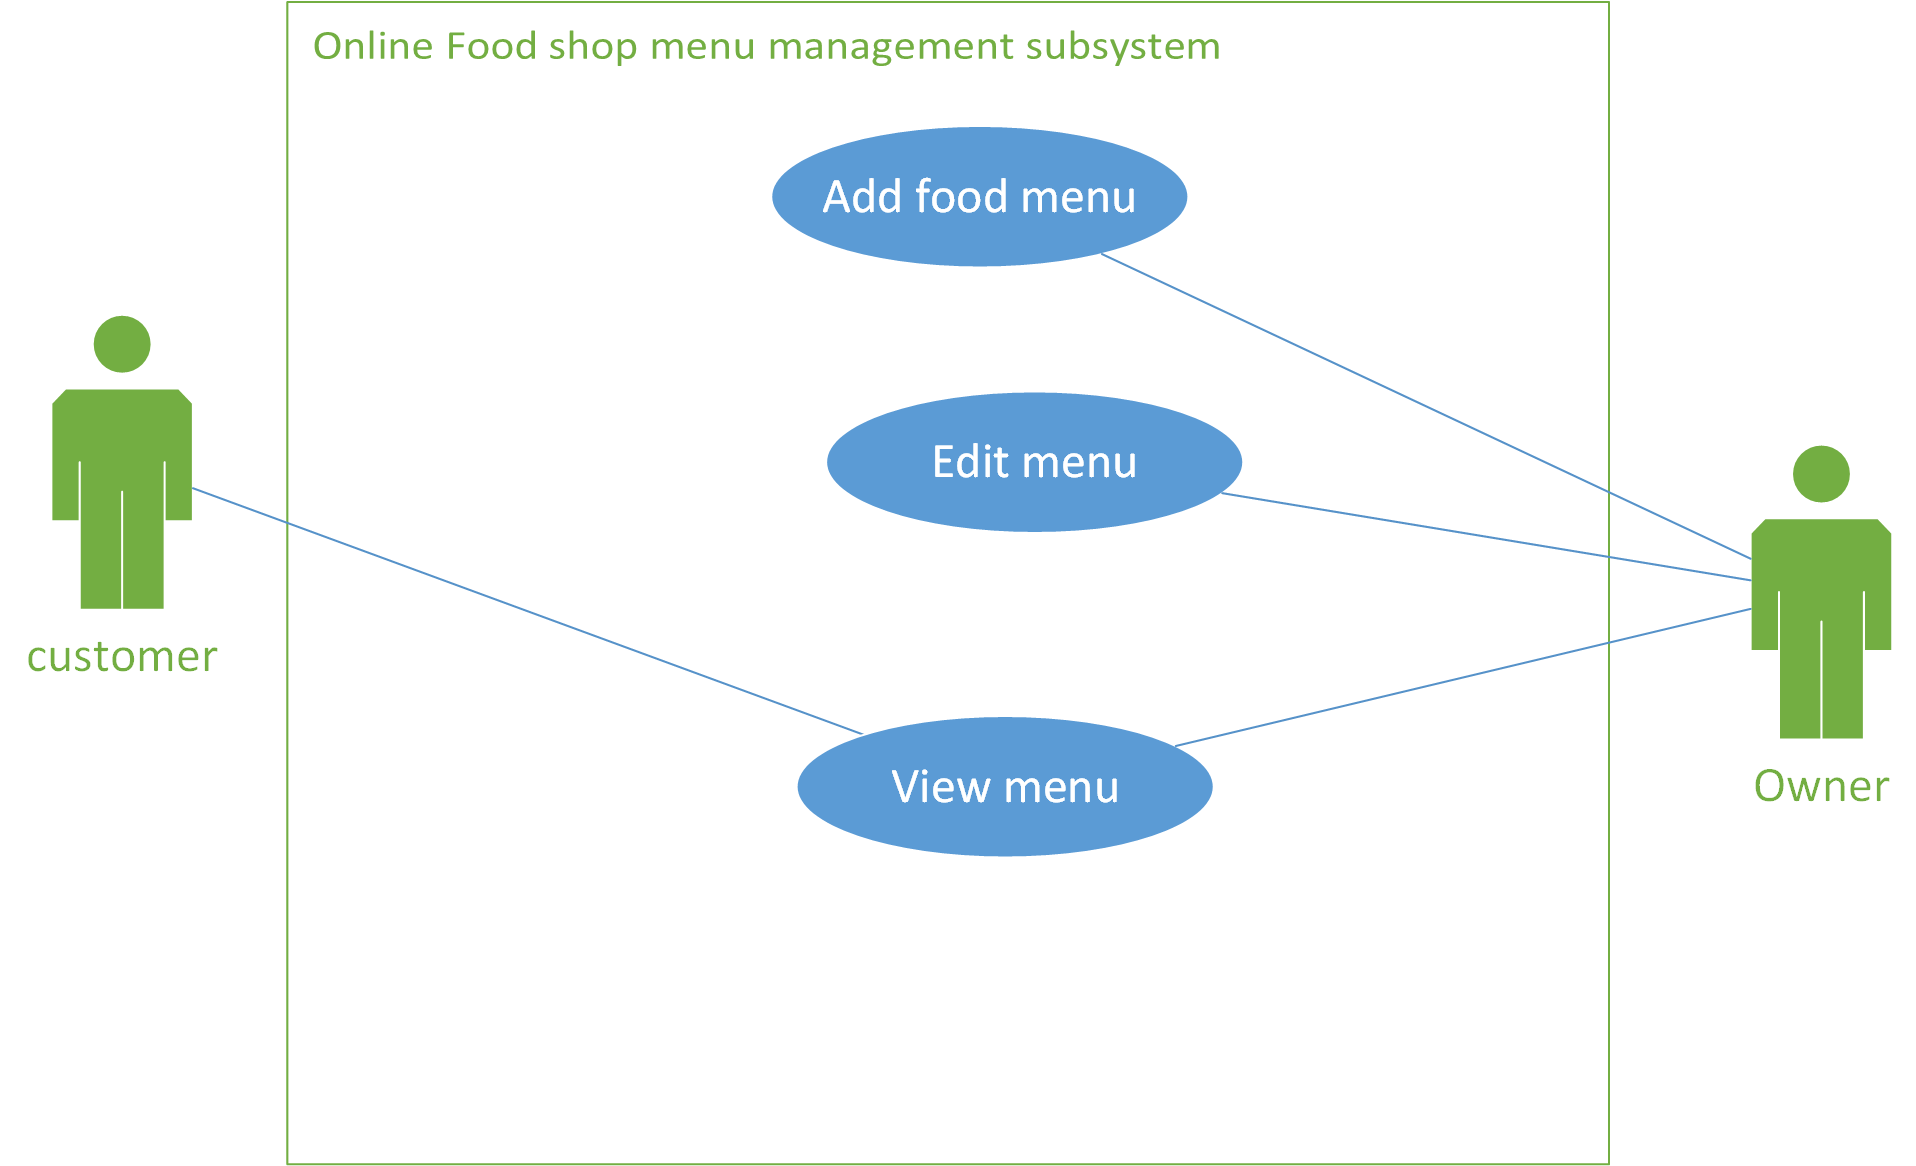 Online Food shop menu management subsystem
Add food menu
Edit menu
customer
View menu
Owner